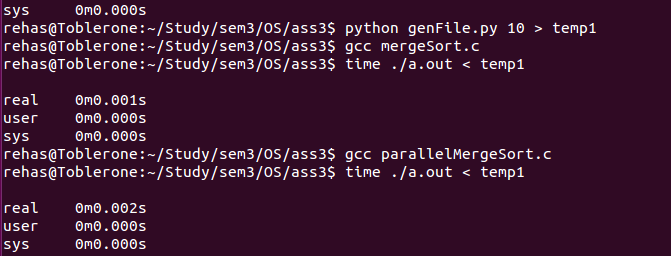 sys     0m0.000s
rehas@Toblerone:~/Study/sem3/OS/ass3$ python genFile.py 10 > temp1
rehas@Toblerone:~/Study/sem3/OS/ass3$ gcc mergeSort.c
rehas@Toblerone:~/Study/sem3/OS/ass3$ time ./a.out < temp1

real    0m0.001s
user    0m0.000s
sys     0m0.000s
rehas@Toblerone:~/Study/sem3/OS/ass3$ gcc parallelMergeSort.c
rehas@Toblerone:~/Study/sem3/OS/ass3$ time ./a.out < temp1

real    0m0.002s
user    0m0.000s
sys     0m0.000s